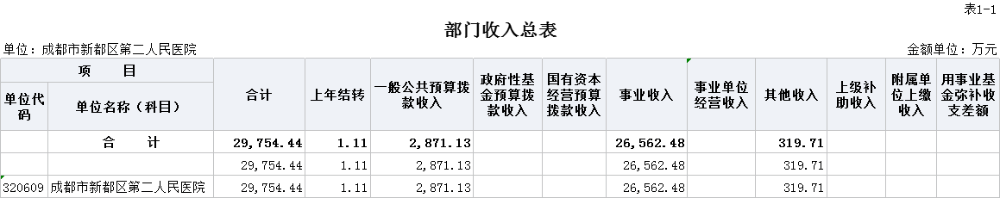 表1-1
部门收入总表
单位：成都市新都区第二人民医院 金额单位：万元
项 目 合计 上年结转 一般公共预算拨款收入 政府性基金预算拨款收入 国有资本经营预算拨款收入 事业收入 事业单位经营收入 其他收入 上级补助收入 附属单位上缴收入 用事业基金弥补收支差额
单位代码 单位名称（科目）
合 计 29,754.44 1.11 2,871.13 26,562.48 319.71
29,754.44 1.11 2,871.13 26,562.48 319.71
320609 成都市新都区第二人民医院 29,754.44 1.11 2,871.13 26,562.48 319.71